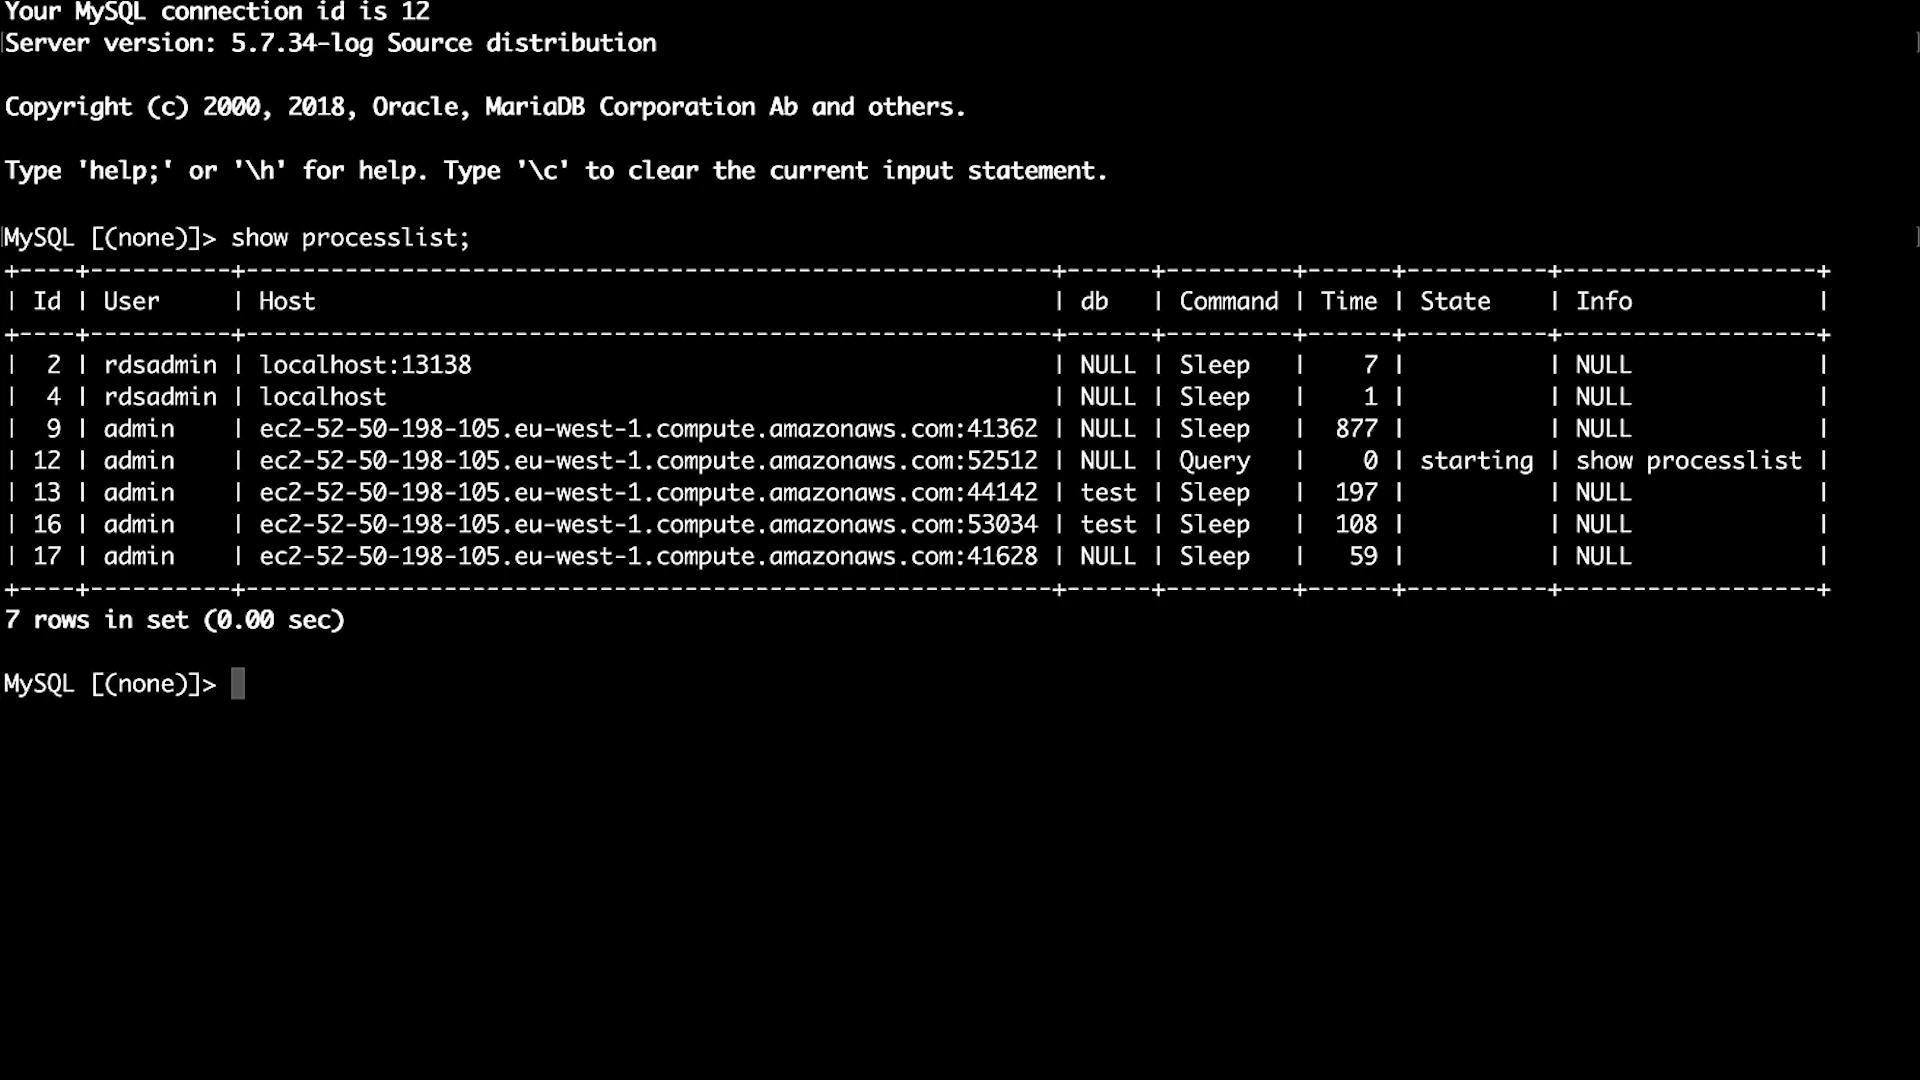 Your MySQL connection id is 12
Server version: 5.7.34-log Source distribution
Copyright (c) 2000, 2018, Oracle, MariaDB Corporation Ab and others.
Type 'help;' or '\h' for help. Type '\c' to clear the current input statement.
MySQL [(none)]> show processlist;
+----+----------+---------------------------------------------------------+------+---------+------+----------+------------------+
| Id | User     | Host                                                    | db   | Command | Time | State    | Info             |
+----+----------+---------------------------------------------------------+------+---------+------+----------+------------------+
|  2 | rdsadmin | localhost:13138                                         | NULL | Sleep   |    7 |          | NULL             |
|  4 | rdsadmin | localhost                                               | NULL | Sleep   |    1 |          | NULL             |
|  9 | admin    | ec2-52-50-198-105.eu-west-1.compute.amazonaws.com:41362 | NULL | Sleep   |  877 |          | NULL             |
| 12 | admin    | ec2-52-50-198-105.eu-west-1.compute.amazonaws.com:52512 | NULL | Query   |    0 | starting | show processlist |
| 13 | admin    | ec2-52-50-198-105.eu-west-1.compute.amazonaws.com:44142 | test | Sleep   |  197 |          | NULL             |
| 16 | admin    | ec2-52-50-198-105.eu-west-1.compute.amazonaws.com:53034 | test | Sleep   |  108 |          | NULL             |
| 17 | admin    | ec2-52-50-198-105.eu-west-1.compute.amazonaws.com:41628 | NULL | Sleep   |   59 |          | NULL             |
+----+----------+---------------------------------------------------------+------+---------+------+----------+------------------+
7 rows in set (0.00 sec)
MySQL [(none)]>